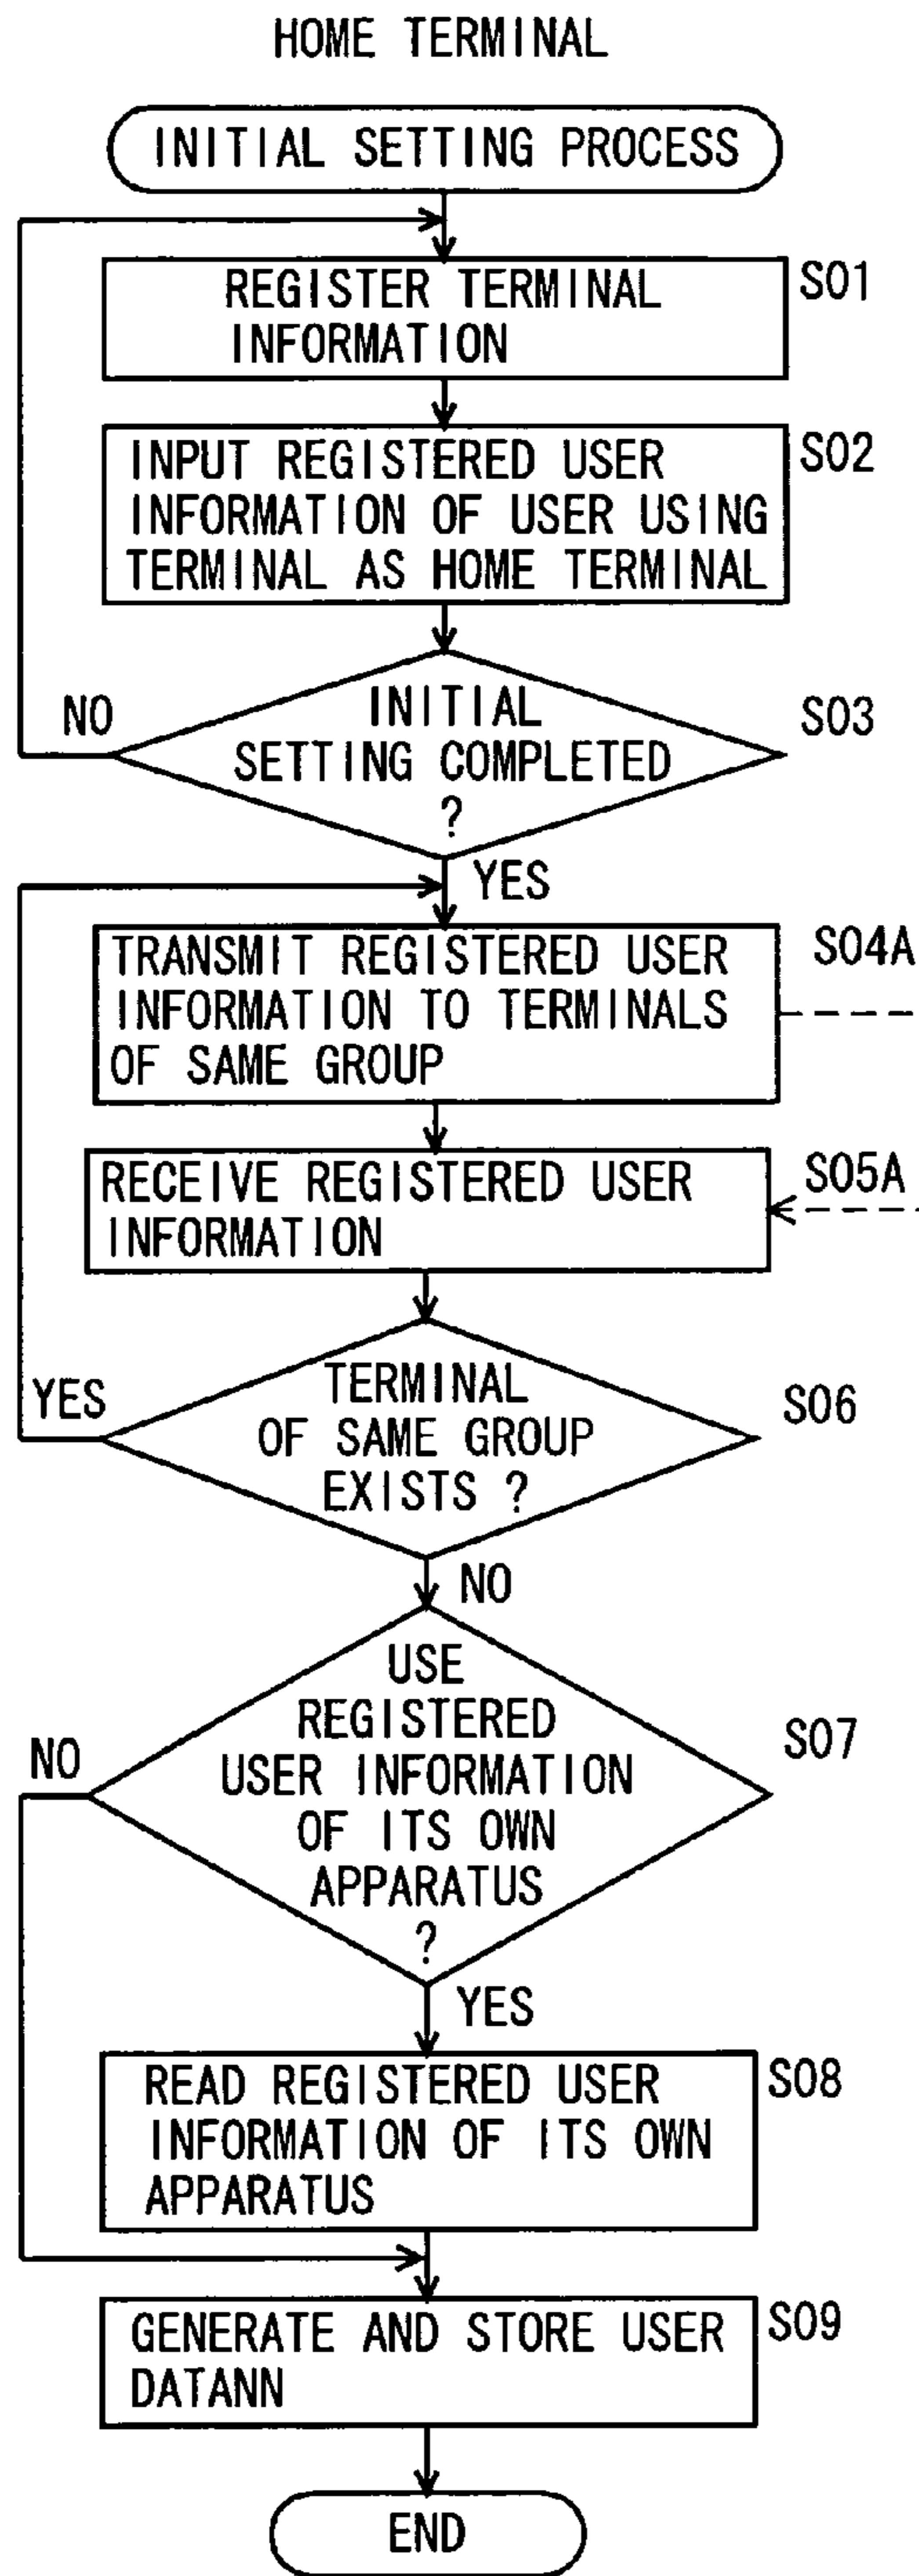 HOME TERMINAL
INITIAL SETTING PROCESS
REGISTER TERMINAL
INFORMATION
S01
INPUT REGISTERED USER
INFORMATION OF USER USING
TERMINAL AS HOME TERMINAL
S02
NO
INITIAL
SETTING COMPLETED
?
S03
YES
TRANSMIT REGISTERED USER
INFORMATION TO TERMINALS
OF SAME GROUP
S04A
RECEIVE REGISTERED USER
INFORMATION
S05A
YES
TERMINAL
OF SAME GROUP
EXISTS ?
S06
NO
USE
REGISTERED
USER INFORMATION
OF ITS OWN
APPARATUS
?
S07
NO
YES
READ REGISTERED USER
INFORMATION OF ITS OWN
APPARATUS
S08
GENERATE AND STORE USER
DATANN
S09
END